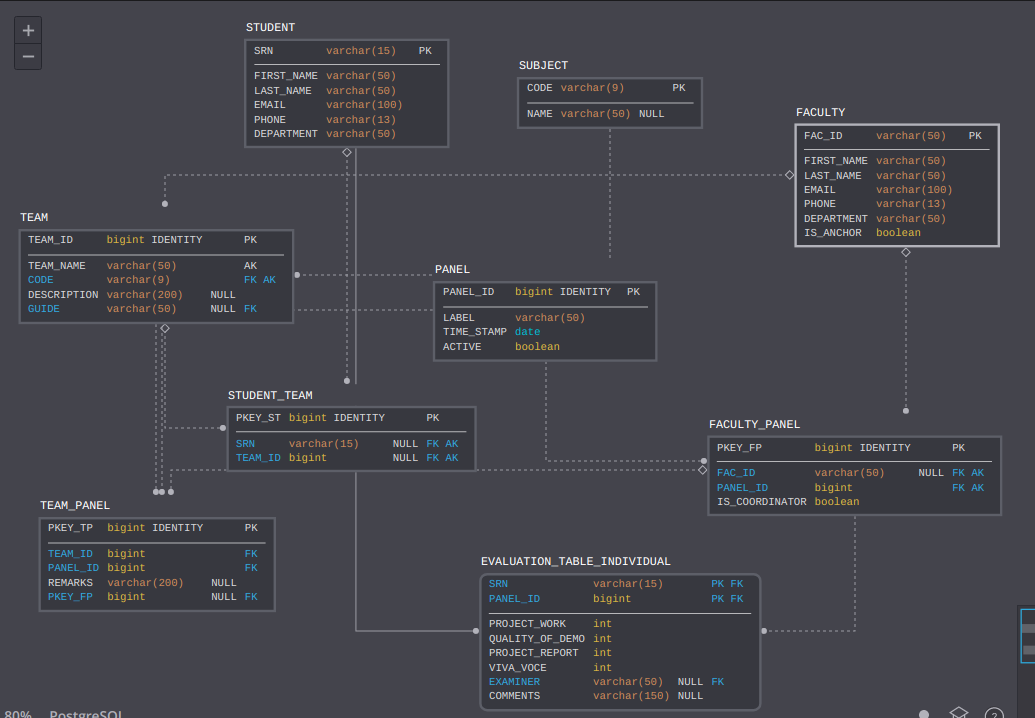 +
−
STUDENT
SRN varchar(15) PK
FIRST_NAME varchar(50)
LAST_NAME varchar(50)
EMAIL varchar(100)
PHONE varchar(13)
DEPARTMENT varchar(50)
SUBJECT
CODE varchar(9) PK
NAME varchar(50) NULL
FACULTY
FAC_ID varchar(50) PK
FIRST_NAME varchar(50)
LAST_NAME varchar(50)
EMAIL varchar(100)
PHONE varchar(13)
DEPARTMENT varchar(50)
IS_ANCHOR boolean
TEAM
TEAM_ID bigint IDENTITY PK
TEAM_NAME varchar(50) AK
CODE varchar(9) FK AK
DESCRIPTION varchar(200) NULL
GUIDE varchar(50) NULL FK
PANEL
PANEL_ID bigint IDENTITY PK
LABEL varchar(50)
TIME_STAMP date
ACTIVE boolean
STUDENT_TEAM
PKEY_ST bigint IDENTITY PK
SRN varchar(15) NULL FK AK
TEAM_ID bigint NULL FK AK
FACULTY_PANEL
PKEY_FP bigint IDENTITY PK
FAC_ID varchar(50) NULL FK AK
PANEL_ID bigint FK AK
IS_COORDINATOR boolean
TEAM_PANEL
PKEY_TP bigint IDENTITY PK
TEAM_ID bigint FK
PANEL_ID bigint FK
REMARKS varchar(200) NULL
PKEY_FP bigint NULL FK
EVALUATION_TABLE_INDIVIDUAL
SRN varchar(15) PK FK
PANEL_ID bigint PK FK
PROJECT_WORK int
QUALITY_OF_DEMO int
PROJECT_REPORT int
VIVA_VOCE int
EXAMINER varchar(50) NULL FK
COMMENTS varchar(150) NULL
80% PostgreSQL
?